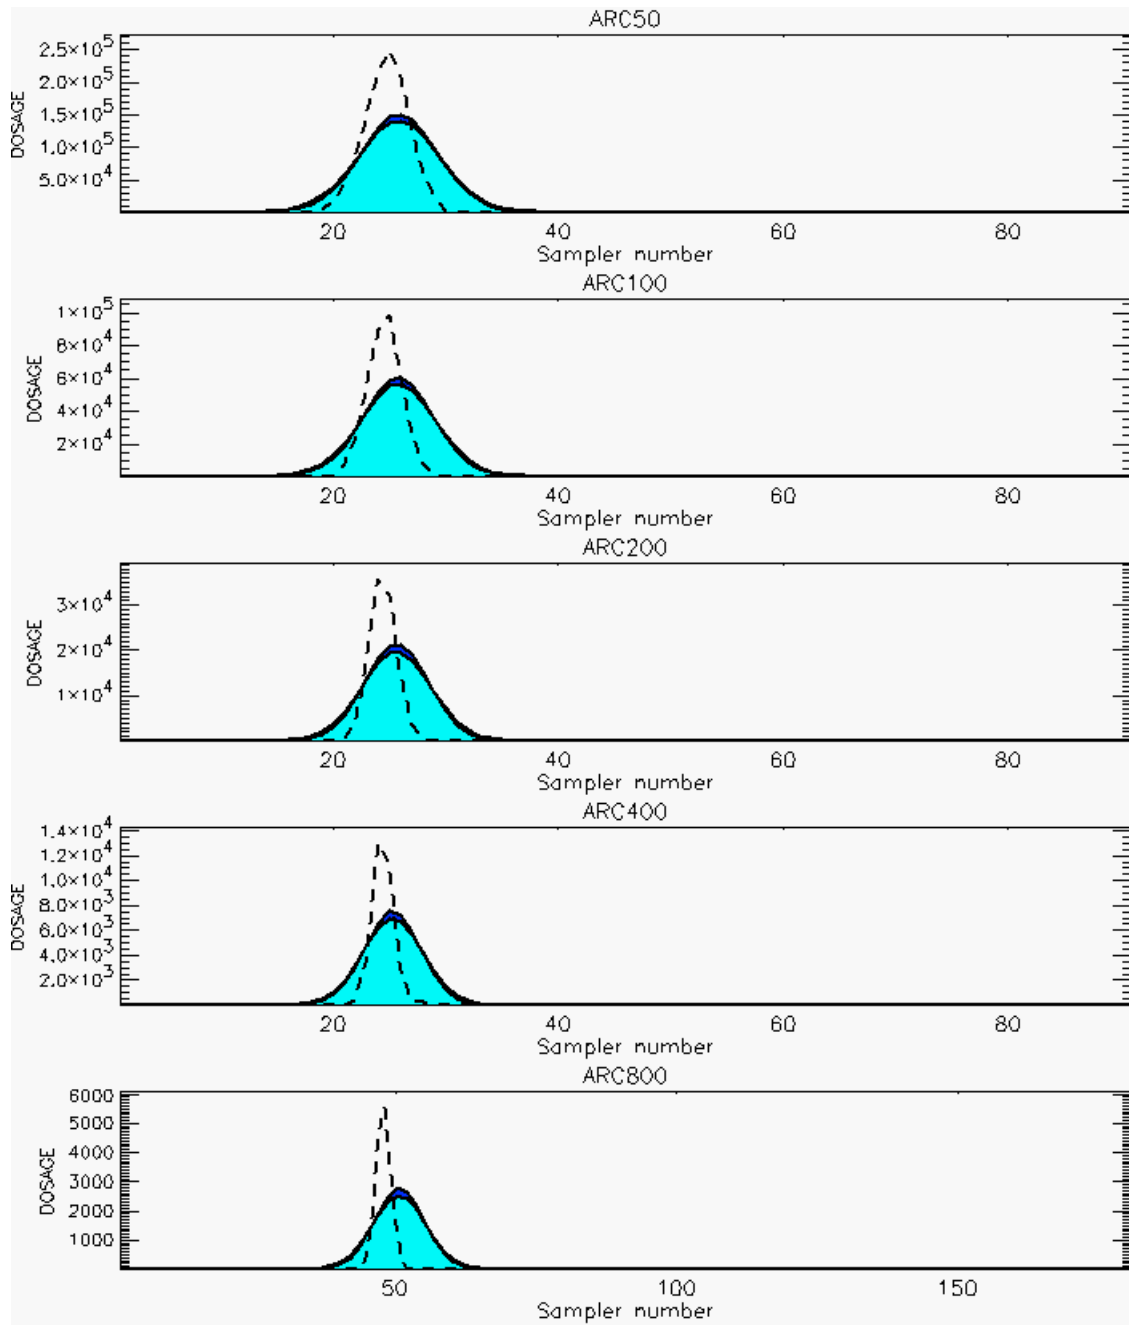 ARC50
DOSAGE
2.5×10^5
2.0×10^5
1.5×10^5
1.0×10^5
5.0×10^4
20 40 60 80
Sampler number
ARC100
DOSAGE
1×10^5
8×10^4
6×10^4
4×10^4
2×10^4
20 40 60 80
Sampler number
ARC200
DOSAGE
3×10^4
2×10^4
1×10^4
20 40 60 80
Sampler number
ARC400
DOSAGE
1.4×10^4
1.2×10^4
1.0×10^4
8.0×10^3
6.0×10^3
4.0×10^3
2.0×10^3
20 40 60 80
Sampler number
ARC800
DOSAGE
6000
5000
4000
3000
2000
1000
50 100 150
Sampler number